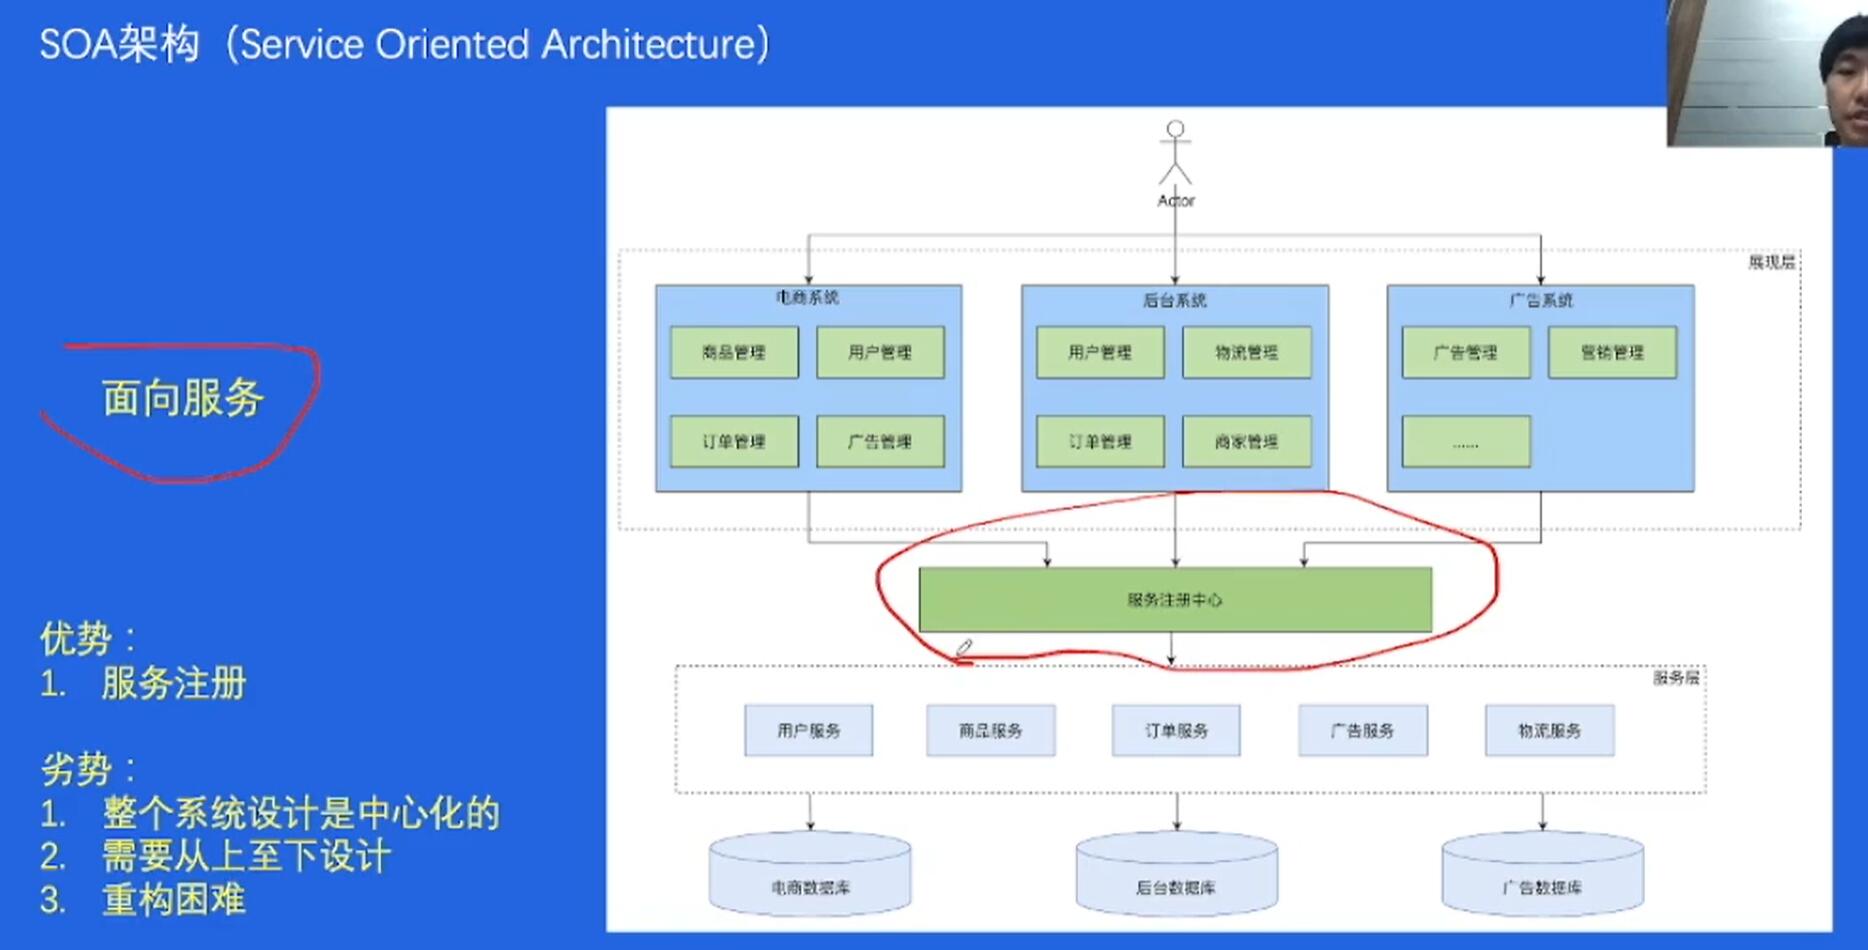 SOA架构（Service Oriented Architecture）
Actor
展现层
电商系统
商品管理
用户管理
订单管理
广告管理
后台系统
用户管理
物流管理
订单管理
商家管理
广告系统
广告管理
营销管理
......
面向服务
服务注册中心
服务层
用户服务
商品服务
订单服务
广告服务
物流服务
电商数据库
后台数据库
广告数据库
优势：
1. 服务注册
劣势：
1. 整个系统设计是中心化的
2. 需要从上至下设计
3. 重构困难